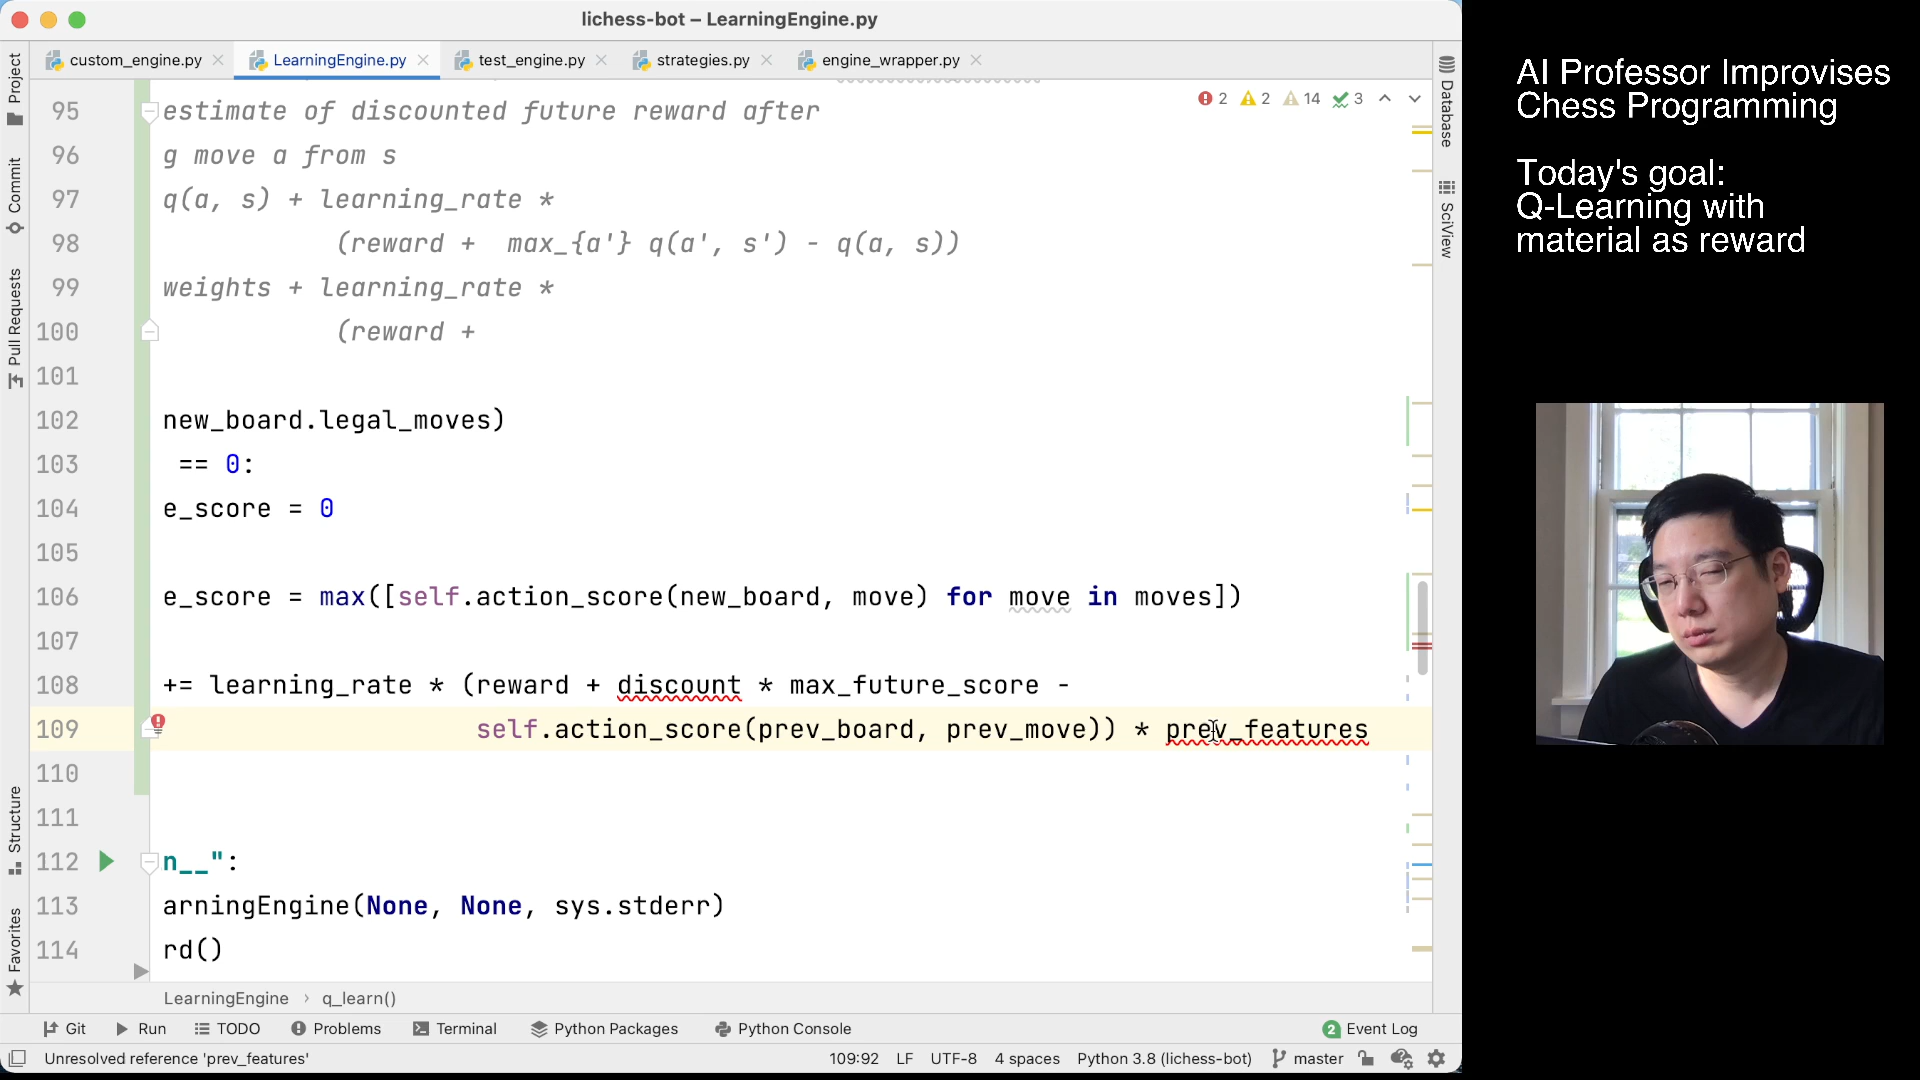 lichess-bot – LearningEngine.py
custom_engine.py
LearningEngine.py
test_engine.py
strategies.py
engine_wrapper.py
Project
Commit
Pull Requests
Structure
Favorites
Database
SciView
2 2 14 3
95 estimate of discounted future reward after
96 g move a from s
97 q(a, s) + learning_rate *
98 (reward + max_{a'} q(a', s') - q(a, s))
99 weights + learning_rate *
100 (reward +
101
102 new_board.legal_moves)
103 == 0:
104 e_score = 0
105
106 e_score = max([self.action_score(new_board, move) for move in moves])
107
108 += learning_rate * (reward + discount * max_future_score -
109 self.action_score(prev_board, prev_move)) * prev_features
110
111
112 n__":
113 arningEngine(None, None, sys.stderr)
114 rd()
LearningEngine › q_learn()
Git Run TODO Problems Terminal Python Packages Python Console 2 Event Log
Unresolved reference 'prev_features' 109:92 LF UTF-8 4 spaces Python 3.8 (lichess-bot) master
AI Professor Improvises
Chess Programming
Today's goal:
Q-Learning with
material as reward